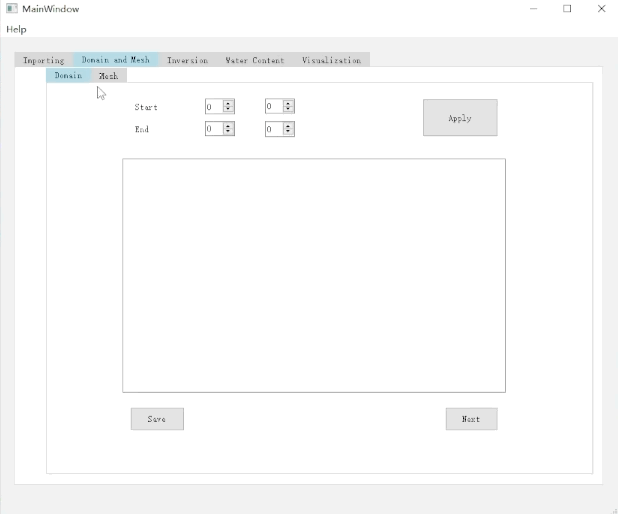 MainWindow
Help
Importing Domain and Mesh Inversion Water Content Visualization
Domain Mesh
Start 0 0
End 0 0
Apply
Save Next